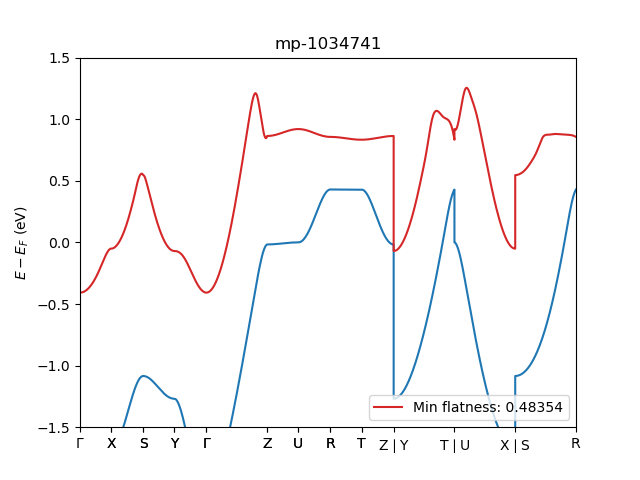 mp-1034741
1.5
1.0
0.5
0.0
−0.5
−1.0
−1.5
E − E_F (eV)
Min flatness: 0.48354
Γ X S Y Γ Z U R T Z | Y T | U X | S R